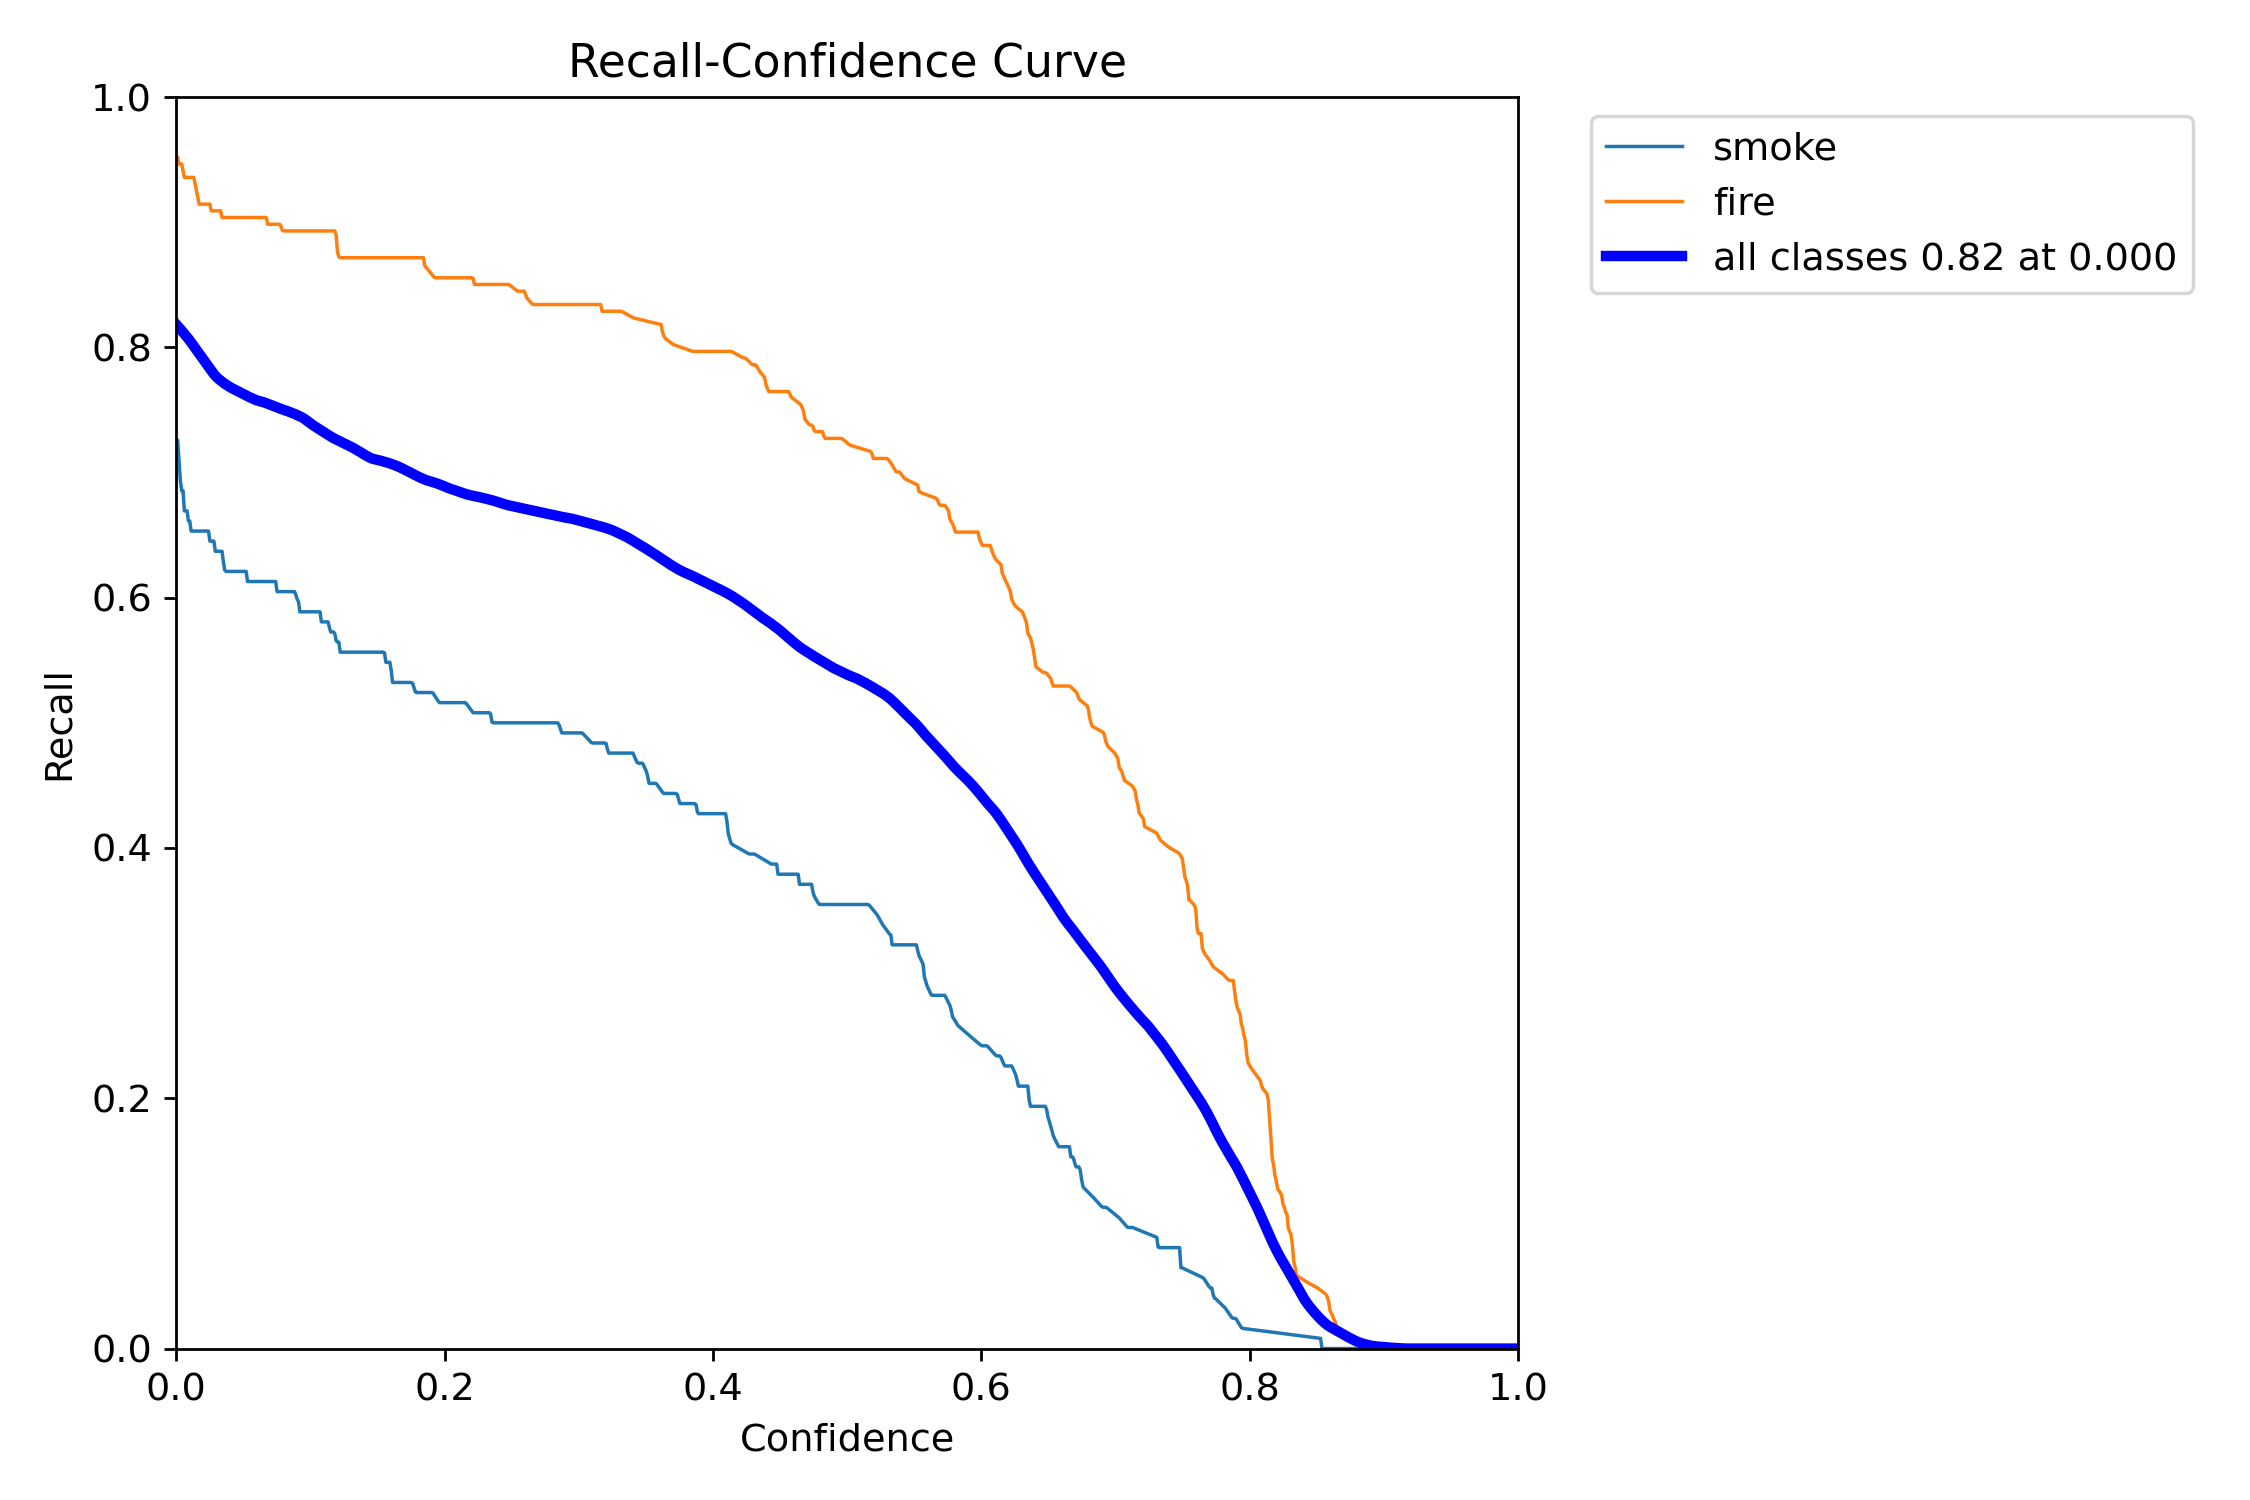 Recall-Confidence Curve
1.0
0.8
0.6
0.4
0.2
0.0
Recall
0.0 0.2 0.4 0.6 0.8 1.0
Confidence
smoke
fire
all classes 0.82 at 0.000